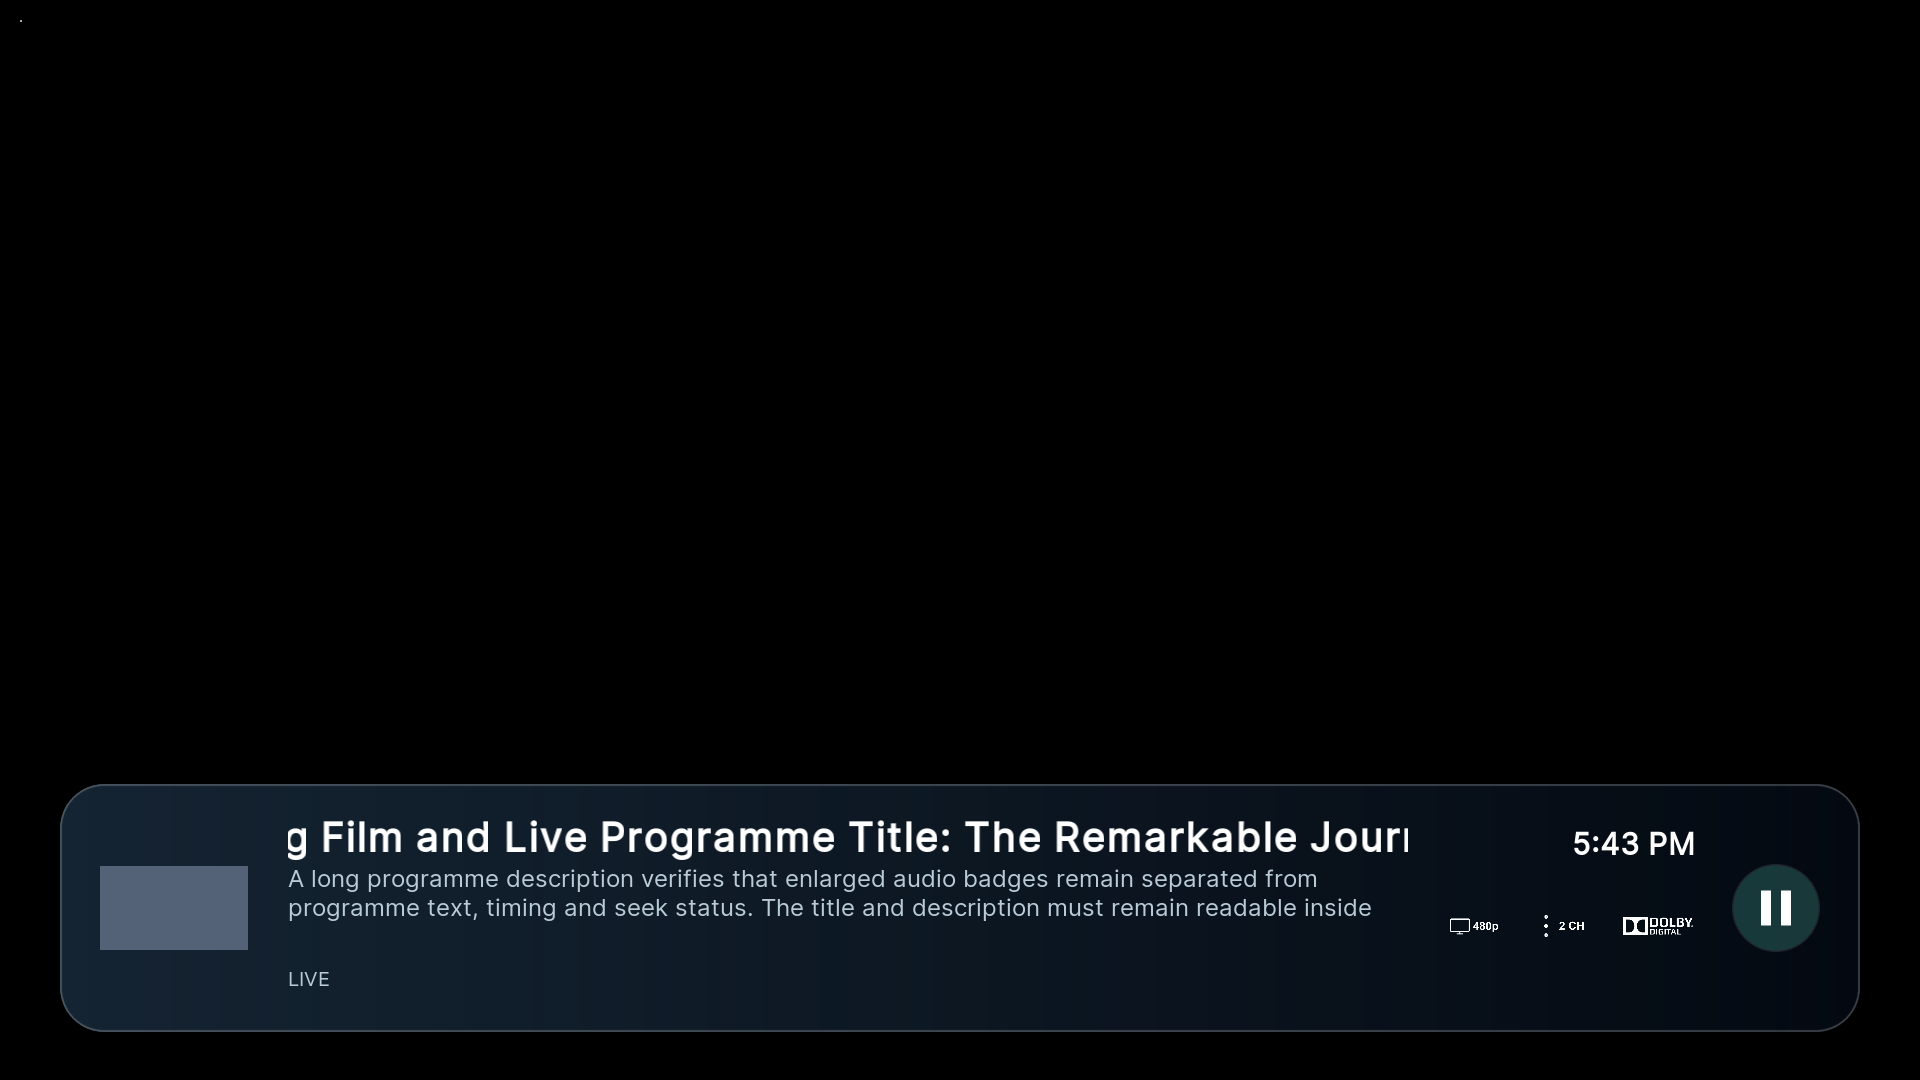 g Film and Live Programme Title: The Remarkable Jour
5:43 PM
A long programme description verifies that enlarged audio badges remain separated from
programme text, timing and seek status. The title and description must remain readable inside
480p
2 CH
DOLBY
DIGITAL
LIVE